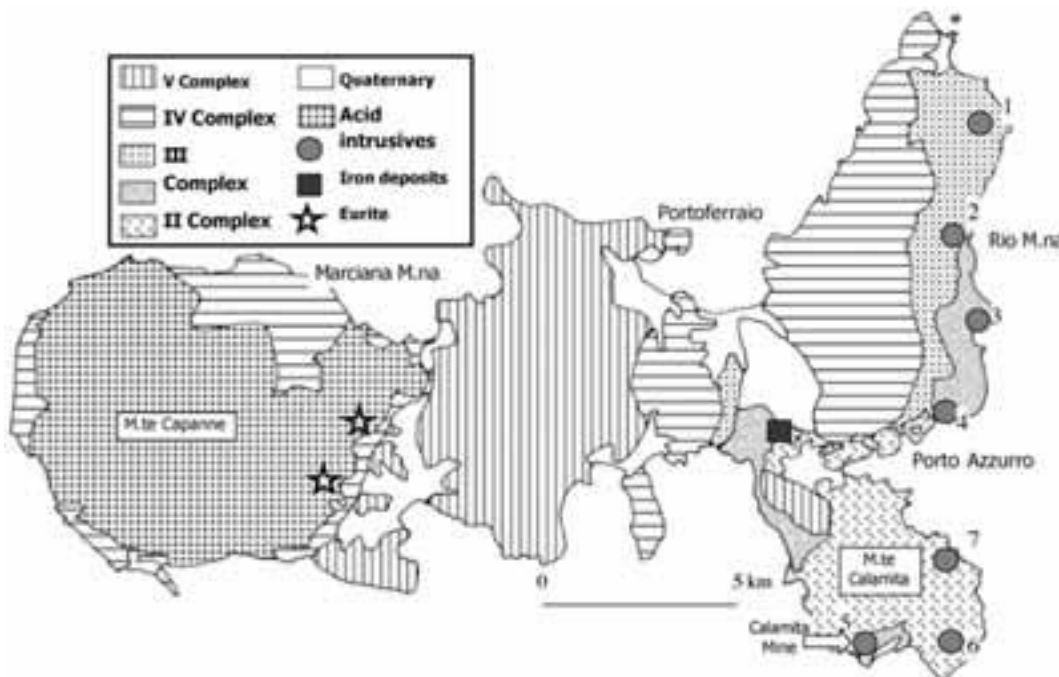 V Complex
IV Complex
III
Complex
II Complex
Quaternary
Acid
intrusives
Iron deposits
Eurite
Marciana M.na
Portoferraio
1
2
Rio M.na
3
4
Porto Azzurro
M.te Capanne
7
M.te
Calamita
0
5 km
Calamita
Mine
5
6